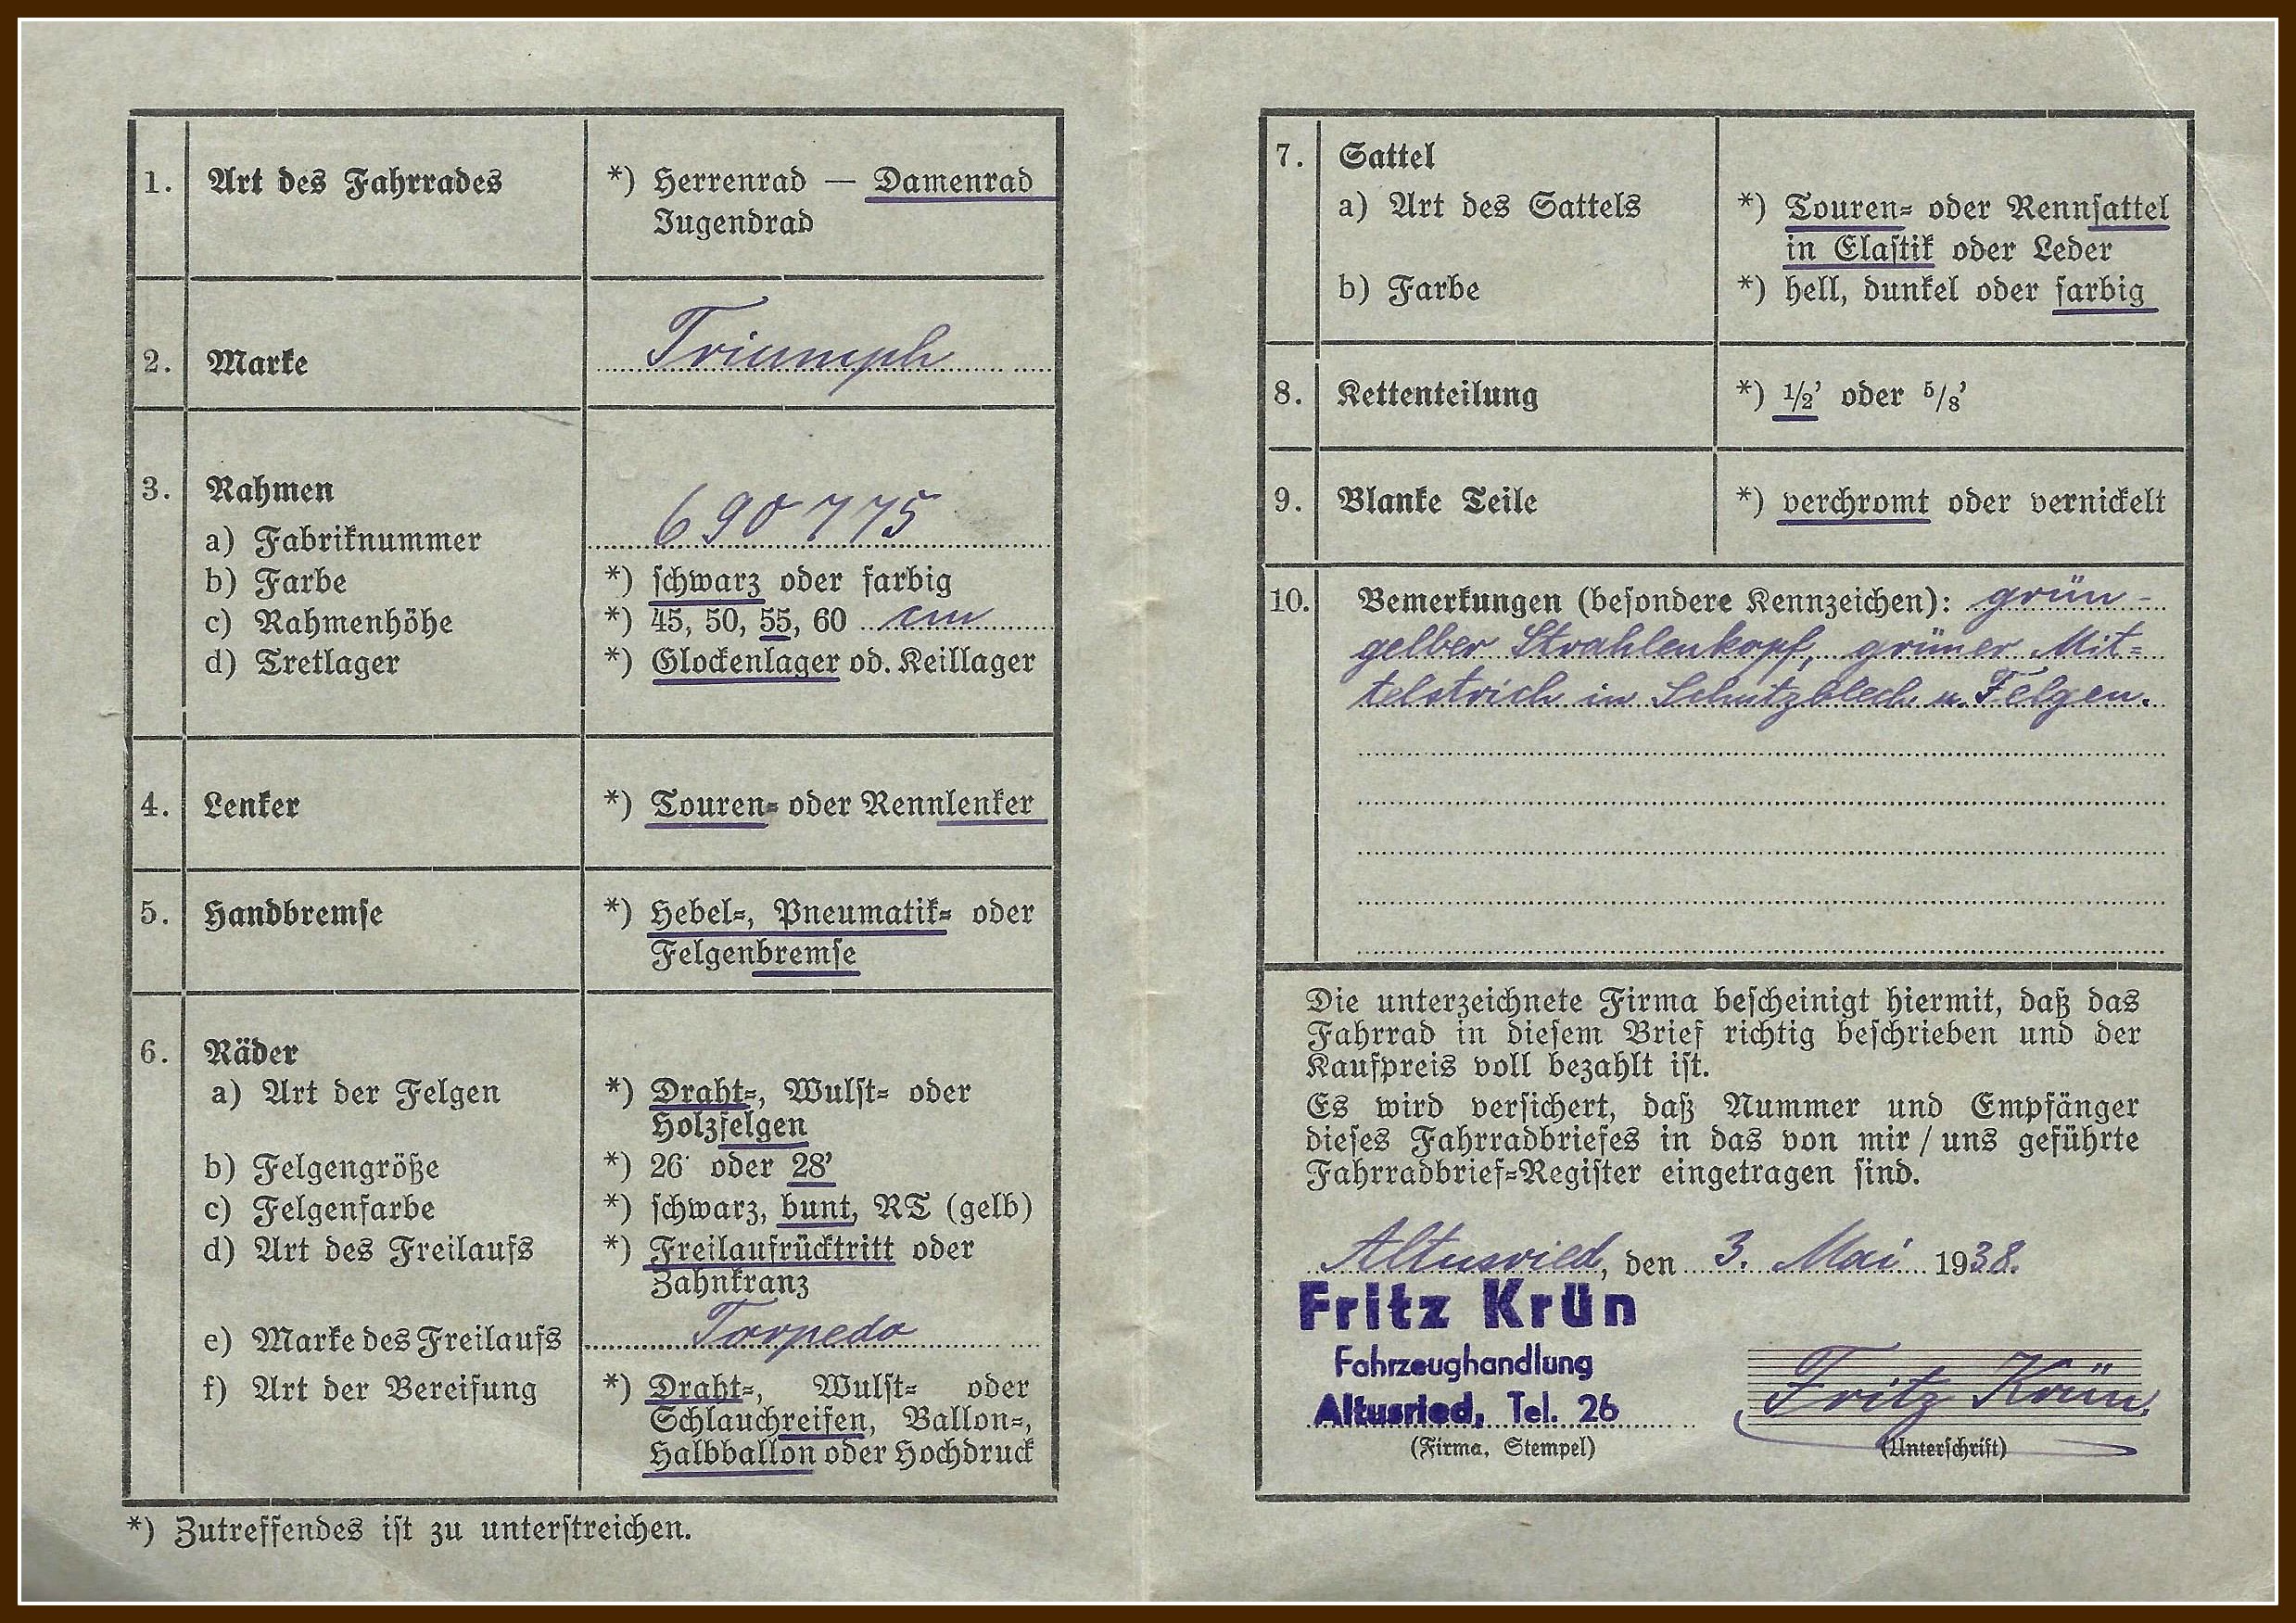 1. Art des Fahrrades *) Herrenrad — Damenrad
Jugendrad
2. Marke Triumph
3. Rahmen
a) Fabriknummer 690775
b) Farbe *) schwarz oder farbig
c) Rahmenhöhe *) 45, 50, 55, 60 cm
d) Tretlager *) Glockenlager od. Keillager
4. Lenker *) Touren- oder Rennlenker
5. Handbremse *) Hebel-, Pneumatik- oder
Felgenbremse
6. Räder
a) Art der Felgen *) Draht-, Wulst- oder
Holzfelgen
b) Felgengröße *) 26' oder 28'
c) Felgenfarbe *) schwarz, bunt, RT (gelb)
d) Art des Freilaufs *) Freilaufrücktritt oder
Zahnkranz
e) Marke des Freilaufs Torpedo
f) Art der Bereifung *) Draht-, Wulst- oder
Schlauchreifen, Ballon-,
Halbballon oder Hochdruck
*) Zutreffendes ist zu unterstreichen.
7. Sattel
a) Art des Sattels *) Touren- oder Rennsattel
in Elastik oder Leder
b) Farbe *) hell, dunkel oder farbig
8. Kettenteilung *) 1/2' oder 5/8'
9. Blanke Teile *) verchromt oder vernickelt
10. Bemerkungen (besondere Kennzeichen): grün-
gelber Strahlenkopf, grüner Mit-
telstrich in Schutzblech u. Felgen.
Die unterzeichnete Firma bescheinigt hiermit, daß das
Fahrrad in diesem Brief richtig beschrieben und der
Kaufpreis voll bezahlt ist.
Es wird versichert, daß Nummer und Empfänger
dieses Fahrradbriefes in das von mir / uns geführte
Fahrradbrief-Register eingetragen sind.
Altusried, den 3. Mai 1938.
Fritz Krün
Fahrzeughandlung
Altusried, Tel. 26
Fritz Krün.
(Firma, Stempel) (Unterschrift)